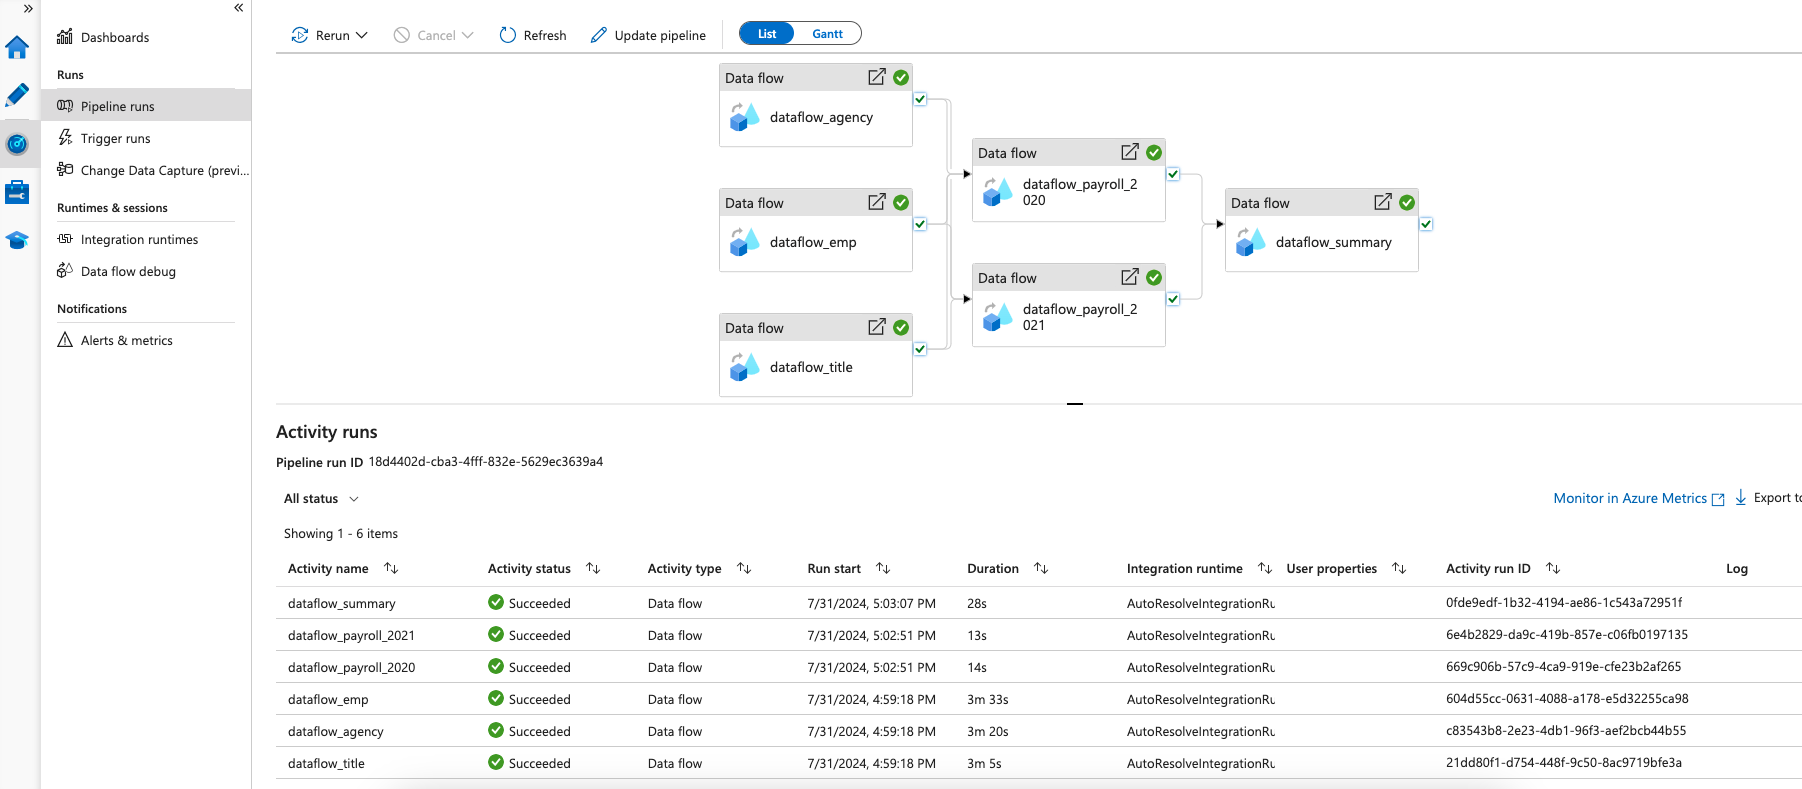 Dashboards
Runs
Pipeline runs
Trigger runs
Change Data Capture (previ...
Runtimes & sessions
Integration runtimes
Data flow debug
Notifications
Alerts & metrics
Rerun Cancel Refresh Update pipeline List Gantt
Data flow
dataflow_agency
Data flow
dataflow_emp
Data flow
dataflow_title
Data flow
dataflow_payroll_2
020
Data flow
dataflow_payroll_2
021
Data flow
dataflow_summary
Activity runs
Pipeline run ID 18d4402d-cba3-4fff-832e-5629ec3639a4
All status
Monitor in Azure Metrics Export to
Showing 1 - 6 items
Activity name Activity status Activity type Run start Duration Integration runtime User properties Activity run ID Log
dataflow_summary Succeeded Data flow 7/31/2024, 5:03:07 PM 28s AutoResolveIntegrationRu 0fde9edf-1b32-4194-ae86-1c543a72951f
dataflow_payroll_2021 Succeeded Data flow 7/31/2024, 5:02:51 PM 13s AutoResolveIntegrationRu 6e4b2829-da9c-419b-857e-c06fb0197135
dataflow_payroll_2020 Succeeded Data flow 7/31/2024, 5:02:51 PM 14s AutoResolveIntegrationRu 669c906b-57c9-4ca9-919e-cfe23b2af265
dataflow_emp Succeeded Data flow 7/31/2024, 4:59:18 PM 3m 33s AutoResolveIntegrationRu 604d55cc-0631-4088-a178-e5d32255ca98
dataflow_agency Succeeded Data flow 7/31/2024, 4:59:18 PM 3m 20s AutoResolveIntegrationRu c83543b8-2e23-4db1-96f3-aef2bcb44b55
dataflow_title Succeeded Data flow 7/31/2024, 4:59:18 PM 3m 5s AutoResolveIntegrationRu 21dd80f1-d754-448f-9c50-8ac9719bfe3a